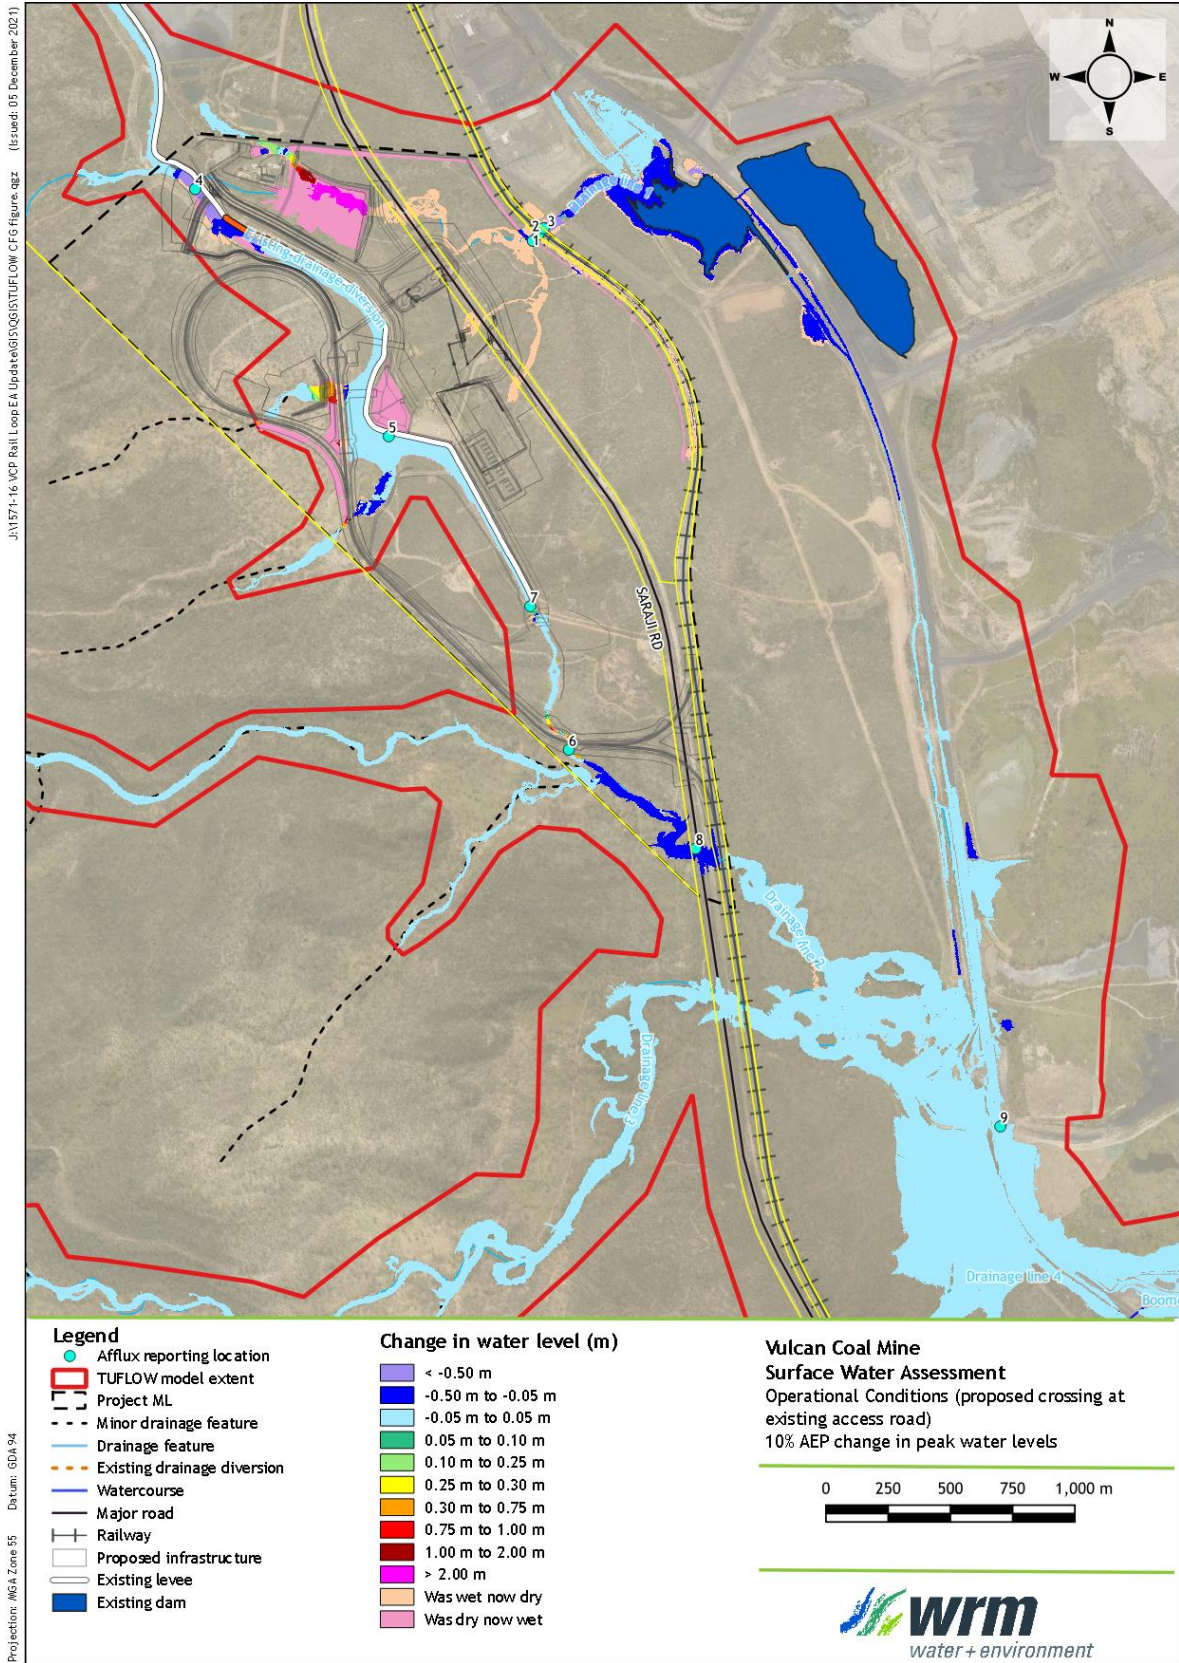 J:\1571-16 VCP Rail Loop EA Update\GIS\QGIS\TUFLOW CFG figure.qgz (Issued: 05 December 2021)
Projection: MGA Zone 55 Datum: GDA 94
N
W
E
S
4
2
3
1
Existing drainage diversion
5
7
SARAJI RD
6
8
Drainage line 2
Drainage line 3
9
Drainage line 4
Boom
Legend
Afflux reporting location
TUFLOW model extent
Project ML
Minor drainage feature
Drainage feature
Existing drainage diversion
Watercourse
Major road
Railway
Proposed infrastructure
Existing levee
Existing dam
Change in water level (m)
< -0.50 m
-0.50 m to -0.05 m
-0.05 m to 0.05 m
0.05 m to 0.10 m
0.10 m to 0.25 m
0.25 m to 0.30 m
0.30 m to 0.75 m
0.75 m to 1.00 m
1.00 m to 2.00 m
> 2.00 m
Was wet now dry
Was dry now wet
Vulcan Coal Mine
Surface Water Assessment
Operational Conditions (proposed crossing at
existing access road)
10% AEP change in peak water levels
0 250 500 750 1,000 m
wrm
water + environment